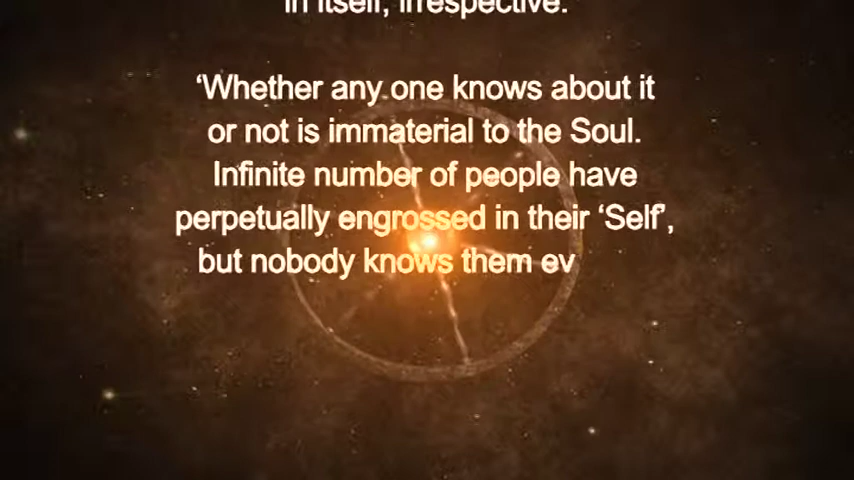 in itself, irrespective.
‘Whether any one knows about it
or not is immaterial to the Soul.
Infinite number of people have
perpetually engrossed in their ‘Self’,
but nobody knows them ev